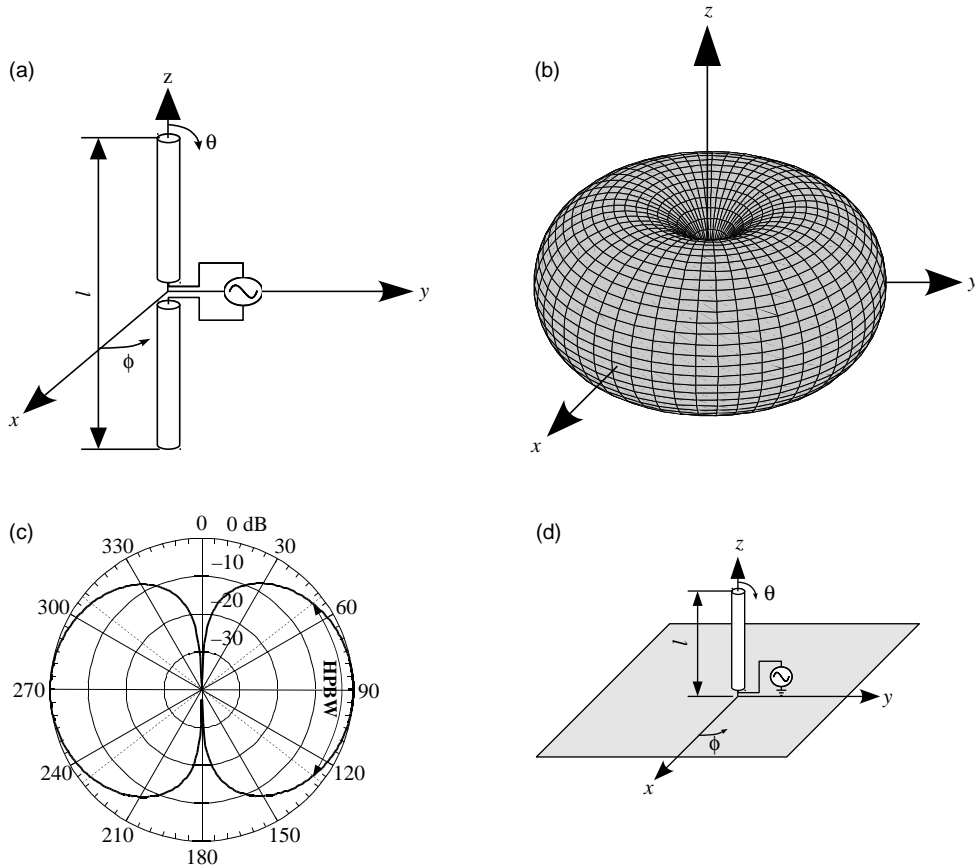 (a)
z
θ
l
y
ϕ
x
(b)
z
y
x
(c)
0 0 dB
330 30
–10
300 60
–20
–30
270 HPBW 90
240 120
210 150
180
(d)
z
θ
l
y
ϕ
x